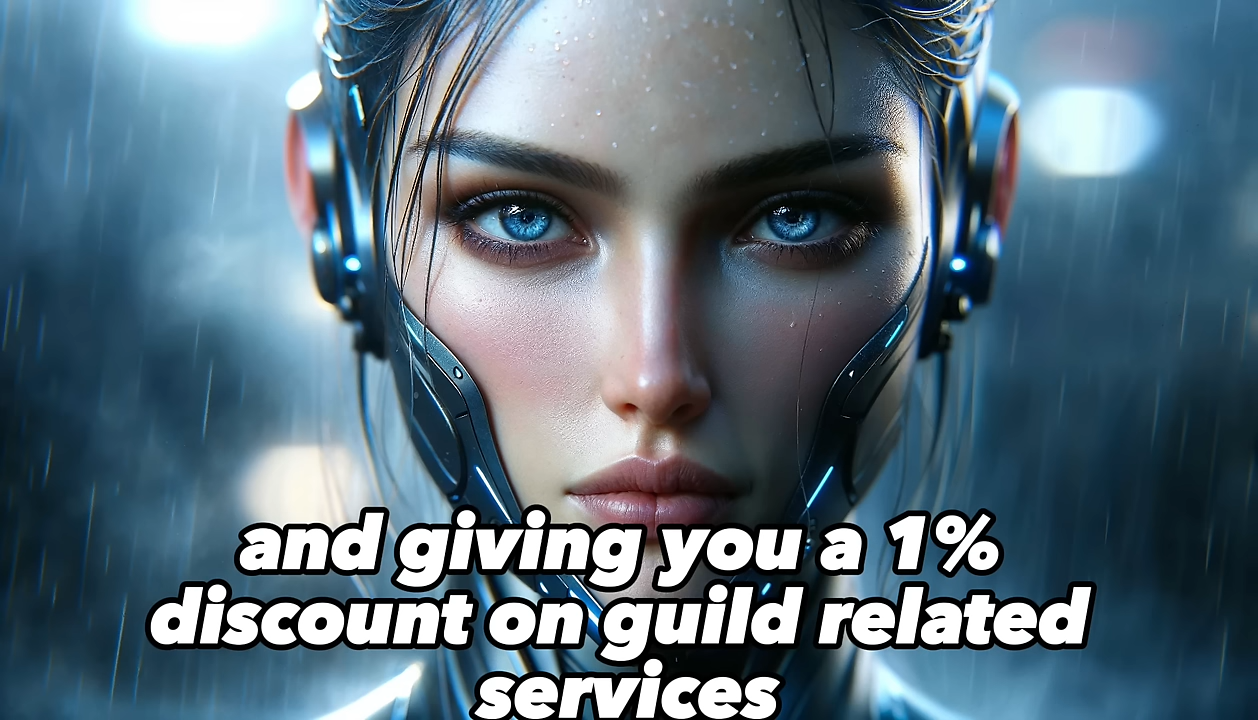 and giving you a 1%
discount on guild related
services